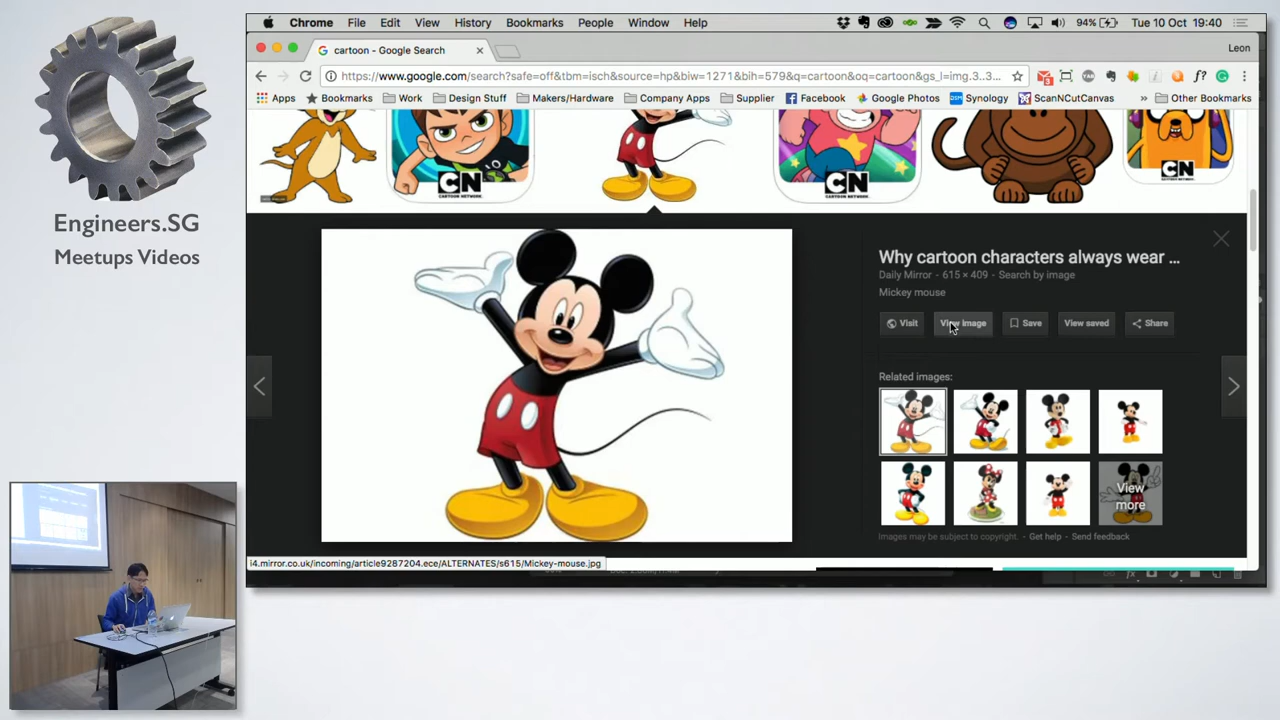 Engineers.SG
Meetups Videos
Chrome File Edit View History Bookmarks People Window Help
94% Tue 10 Oct 19:40
cartoon - Google Search
Leon
https://www.google.com/search?safe=off&tbm=isch&source=hp&biw=1271&bih=579&q=cartoon&oq=cartoon&gs_l=img.3..3...
Apps Bookmarks Work Design Stuff Makers/Hardware Company Apps Supplier Facebook Google Photos Synology ScanNCutCanvas » Other Bookmarks
CN
CARTOON NETWORK
CN
CARTOON NETWORK
CN
Why cartoon characters always wear ...
Daily Mirror - 615 × 409 - Search by image
Mickey mouse
Visit View image Save View saved Share
Related images:
View more
Images may be subject to copyright. - Get help - Send feedback
i4.mirror.co.uk/incoming/article9287204.ece/ALTERNATES/s615/Mickey-mouse.jpg